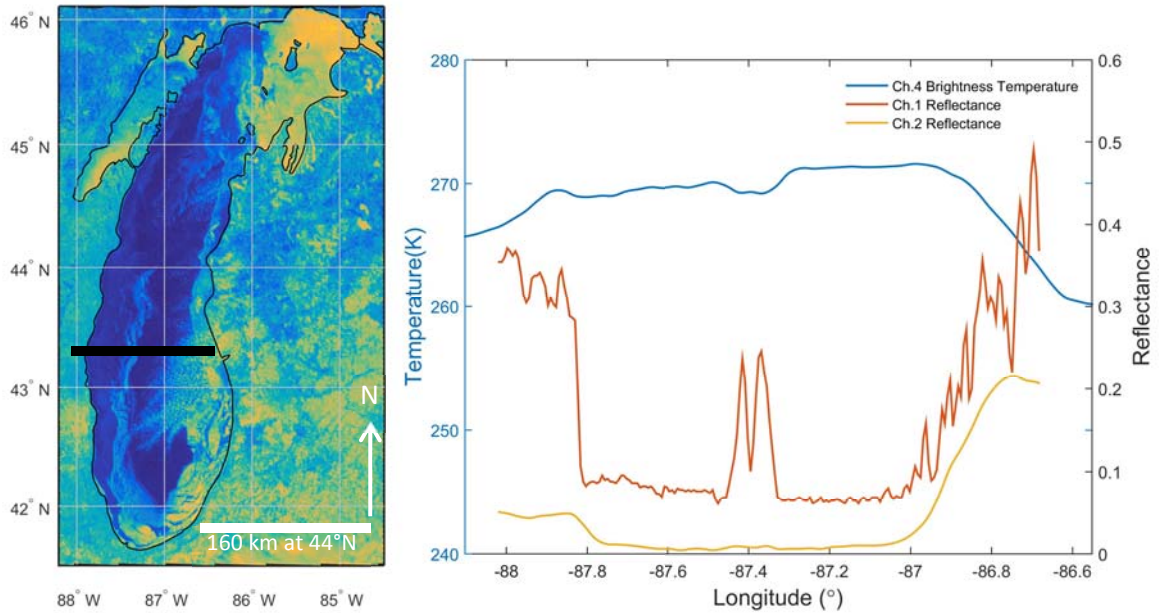 46° N
45° N
44° N
43° N
42° N
N
160 km at 44°N
88° W
87° W
86° W
85° W
280
270
260
250
240
Temperature(K)
Ch.4 Brightness Temperature
Ch.1 Reflectance
Ch.2 Reflectance
0.6
0.5
0.4
0.3
0.2
0.1
0
Reflectance
-88
-87.8
-87.6
-87.4
-87.2
-87
-86.8
-86.6
Longitude (°)